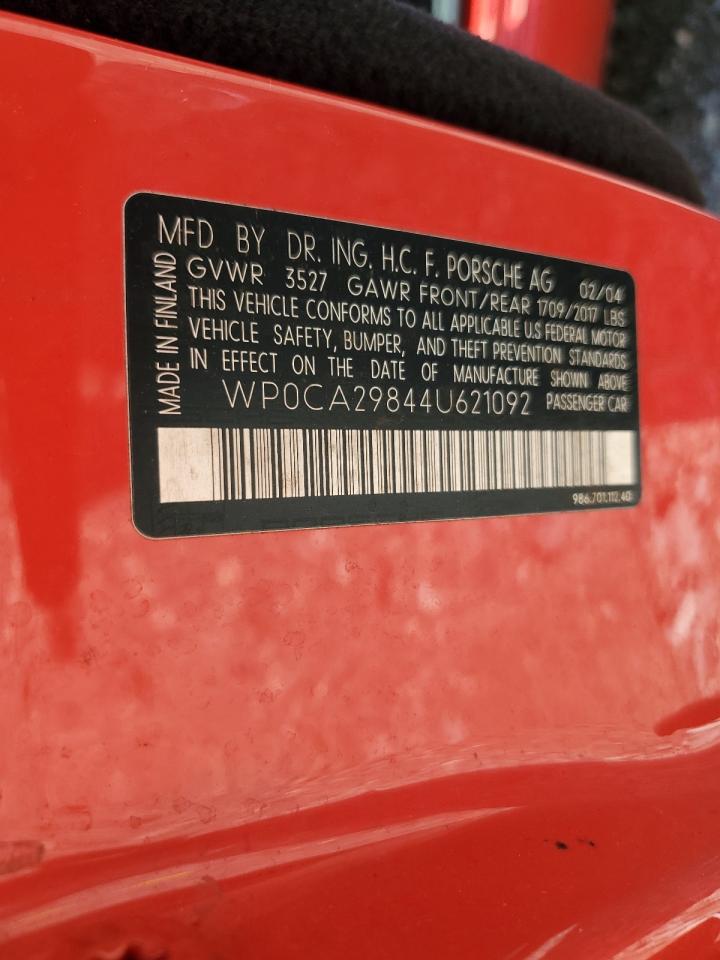 MFD BY DR. ING, H.C. F. PORSCHE AG 02/04
GVWR 3527 GAWR FRONT/REAR 1709/2017 LBS
THIS VEHICLE CONFORMS TO ALL APPLICABLE U.S FEDERAL MOTOR
VEHICLE SAFETY, BUMPER, AND THEFT PREVENTION STANDARDS
IN EFFECT ON THE DATE OF MANUFACTURE SHOWN ABOVE
WP0CA29844U621092 PASSENGER CAR
MADE IN FINLAND
986.701.112.40